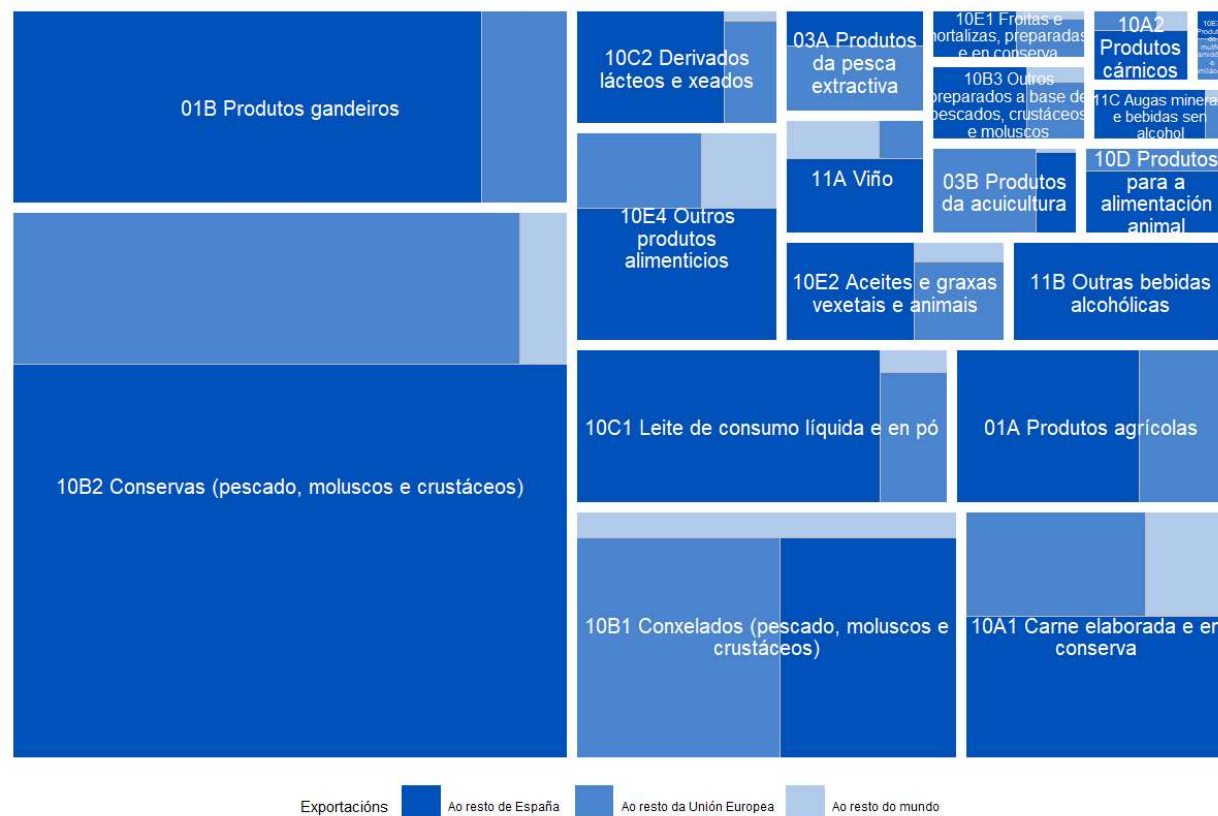 01B Produtos gandeiros
10B2 Conservas (pescado, moluscos e crustáceos)
10C2 Derivados
lácteos e xeados
10E4 Outros
produtos
alimenticios
03A Produtos
da pesca
extractiva
11A Viño
10E1 Froitas e
hortalizas, preparadas
e en conserva
10B3 Outros
preparados a base de
pescados, crustáceos
e moluscos
10A2
Produtos
cárnicos
11C Augas minera
e bebidas sen
alcohol
03B Produtos
da acuicultura
10D Produtos
para a
alimentación
animal
10E2 Aceites e graxas
vexetais e animais
11B Outras bebidas
alcohólicas
10C1 Leite de consumo líquida e en pó
01A Produtos agrícolas
10B1 Conxelados (pescado, moluscos e
crustáceos)
10A1 Carne elaborada e en
conserva
Exportacións Ao resto de España Ao resto da Unión Europea Ao resto do mundo